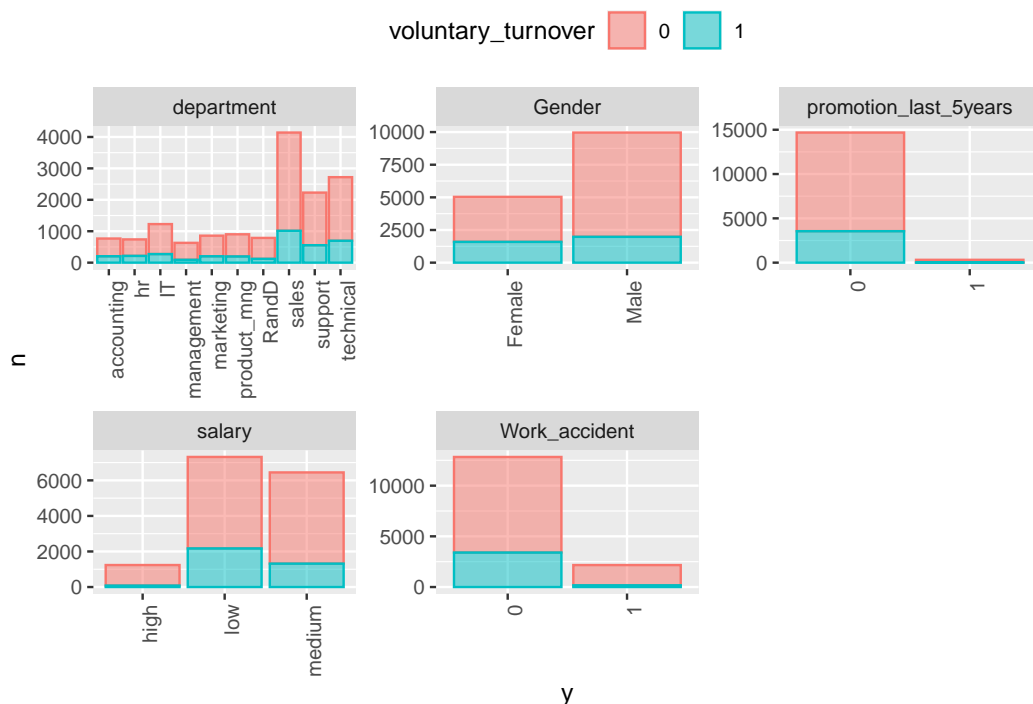 voluntary_turnover 0 1
department
4000
3000
2000
1000
0
accounting
hr
IT
management
marketing
product_mng
RandD
sales
support
technical
Gender
10000
7500
5000
2500
0
Female
Male
promotion_last_5years
15000
10000
5000
0
0
1
n
salary
6000
4000
2000
0
high
low
medium
Work_accident
10000
5000
0
0
1
y